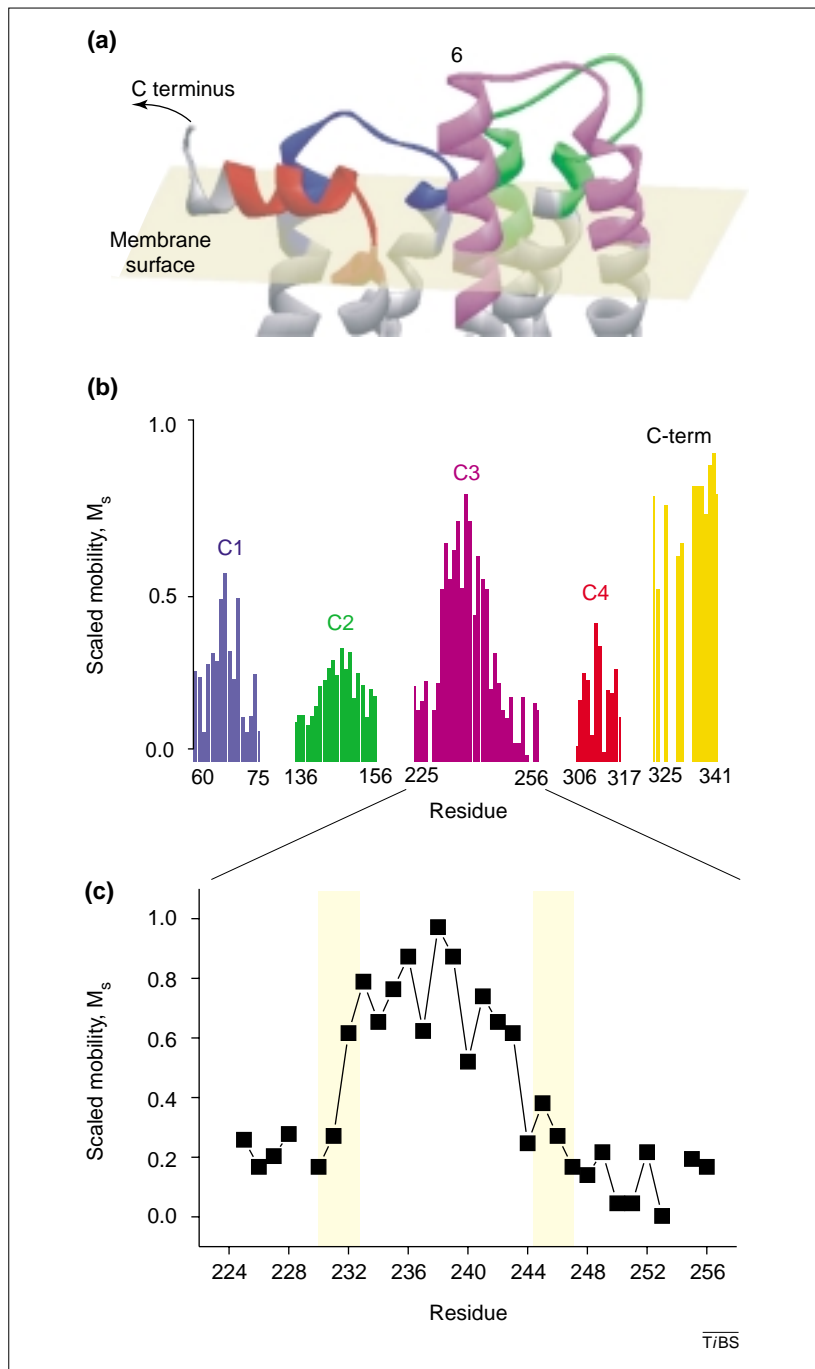 (a)
6
C terminus
Membrane
surface
(b)
Scaled mobility, Ms
1.0
0.5
0.0
C1
C2
C3
C4
C-term
60 75 136 156 225 256 306 317 325 341
Residue
(c)
Scaled mobility, Ms
1.0
0.8
0.6
0.4
0.2
0.0
224 228 232 236 240 244 248 252 256
Residue
TiBS